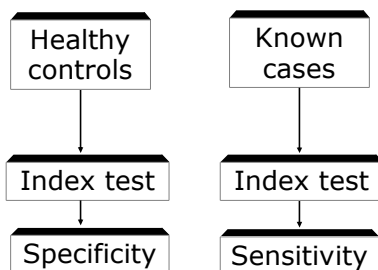 Healthy
controls
Known
cases
Index test
Index test
Specificity
Sensitivity